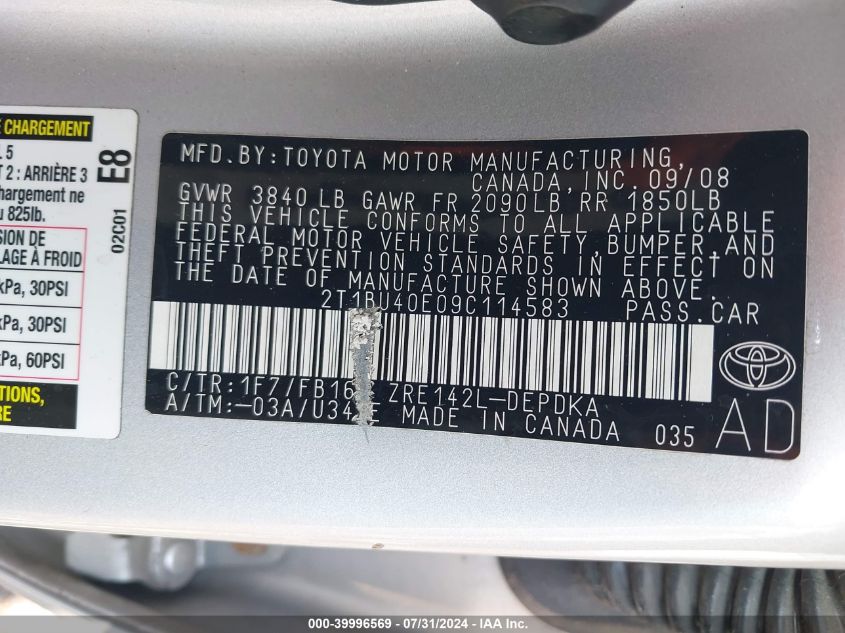 E CHARGEMENT
L 5
T 2 : ARRIÈRE 3
chargement ne
u 825lb.
E8
02C01
SION DE
LAGE À FROID
kPa, 30PSI
kPa, 30PSI
kPa, 60PSI
TIONS,
RE
MFD.BY:TOYOTA MOTOR MANUFACTURING,
CANADA, INC. 09/08
GVWR 3840 LB GAWR FR 2090LB RR 1850LB
THIS VEHICLE CONFORMS TO ALL APPLICABLE
FEDERAL MOTOR VEHICLE SAFETY, BUMPER, AND
THEFT PREVENTION STANDARDS IN EFFECT ON
THE DATE OF MANUFACTURE SHOWN ABOVE.
2T1BU40E09C114583 PASS.CAR
C/TR:1F7/FB16 ZRE142L-DEPDKA
A/TM:-03A/U34 MADE IN CANADA 035
TOYOTA
AD
000-39996569 - 07/31/2024 - IAA Inc.